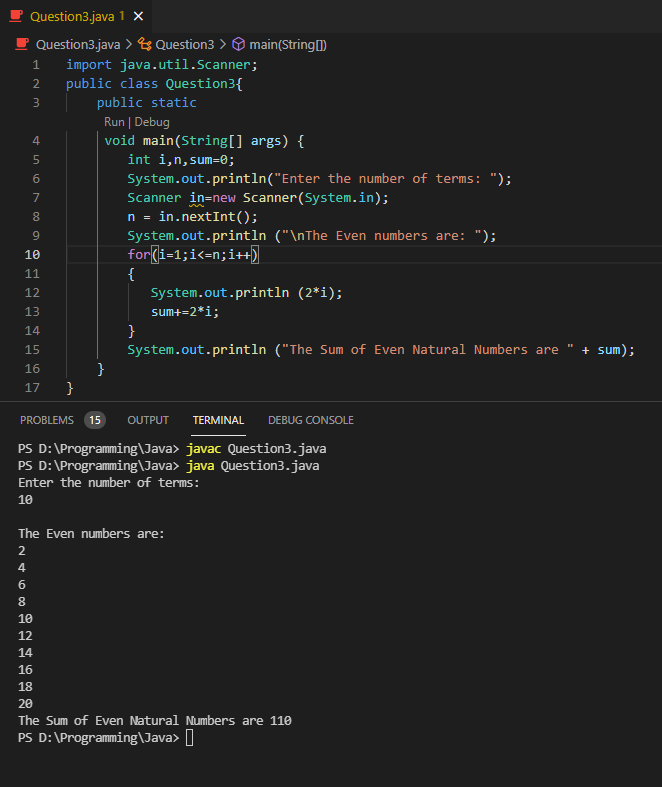 Question3.java 1 ×
Question3.java > Question3 > main(String[])
1 import java.util.Scanner;
2 public class Question3{
3 public static
Run | Debug
4 void main(String[] args) {
5 int i,n,sum=0;
6 System.out.println("Enter the number of terms: ");
7 Scanner in=new Scanner(System.in);
8 n = in.nextInt();
9 System.out.println ("\nThe Even numbers are: ");
10 for(i=1;i<=n;i++)
11 {
12 System.out.println (2*i);
13 sum+=2*i;
14 }
15 System.out.println ("The Sum of Even Natural Numbers are " + sum);
16 }
17 }
PROBLEMS 15 OUTPUT TERMINAL DEBUG CONSOLE
PS D:\Programming\Java> javac Question3.java
PS D:\Programming\Java> java Question3.java
Enter the number of terms:
10
The Even numbers are:
2
4
6
8
10
12
14
16
18
20
The Sum of Even Natural Numbers are 110
PS D:\Programming\Java>